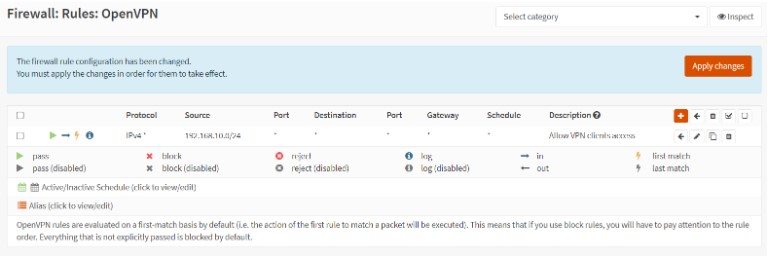 Firewall: Rules: OpenVPN
Select category
Inspect
The firewall rule configuration has been changed.
You must apply the changes in order for them to take effect.
Apply changes
Protocol Source Port Destination Port Gateway Schedule Description
IPv4 * 192.168.10.0/24 * * * * * Allow VPN clients access
pass block reject log in first match
pass (disabled) block (disabled) reject (disabled) log (disabled) out last match
Active/Inactive Schedule (click to view/edit)
Alias (click to view/edit)
OpenVPN rules are evaluated on a first-match basis by default (i.e. the action of the first rule to match a packet will be executed). This means that if you use block rules, you will have to pay attention to the rule
order. Everything that is not explicitly passed is blocked by default.